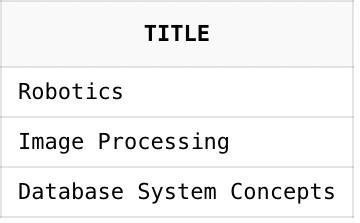 TITLE
Robotics
Image Processing
Database System Concepts